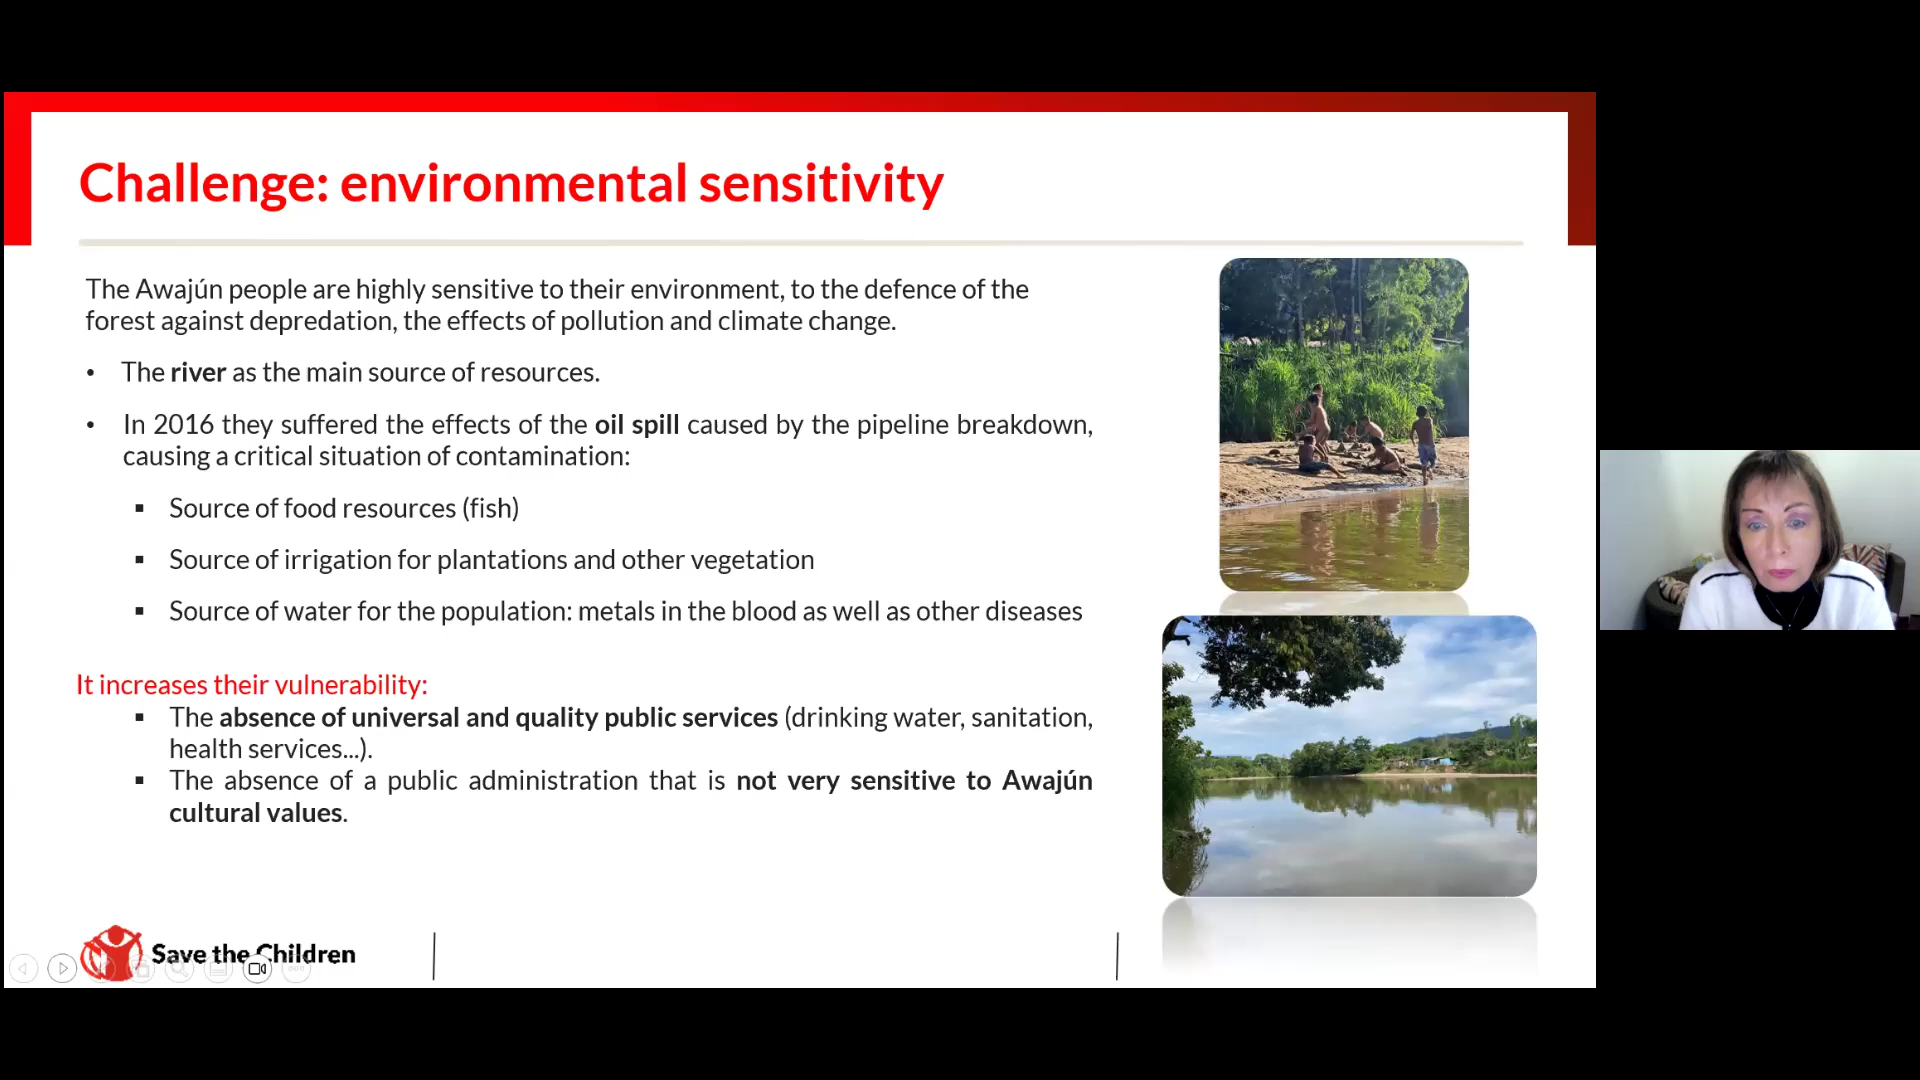 Challenge: environmental sensitivity
The Awajún people are highly sensitive to their environment, to the defence of the
forest against depredation, the effects of pollution and climate change.
• The river as the main source of resources.
• In 2016 they suffered the effects of the oil spill caused by the pipeline breakdown,
causing a critical situation of contamination:
▪ Source of food resources (fish)
▪ Source of irrigation for plantations and other vegetation
▪ Source of water for the population: metals in the blood as well as other diseases
It increases their vulnerability:
▪ The absence of universal and quality public services (drinking water, sanitation,
health services...).
▪ The absence of a public administration that is not very sensitive to Awajún
cultural values.
Save the Children